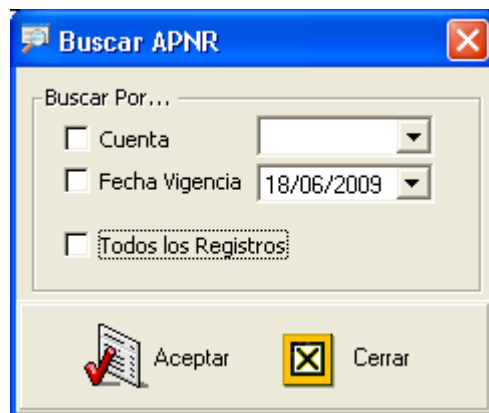 Buscar APNR
Buscar Por...
Cuenta
Fecha Vigencia 18/06/2009
Todos los Registros
Aceptar Cerrar